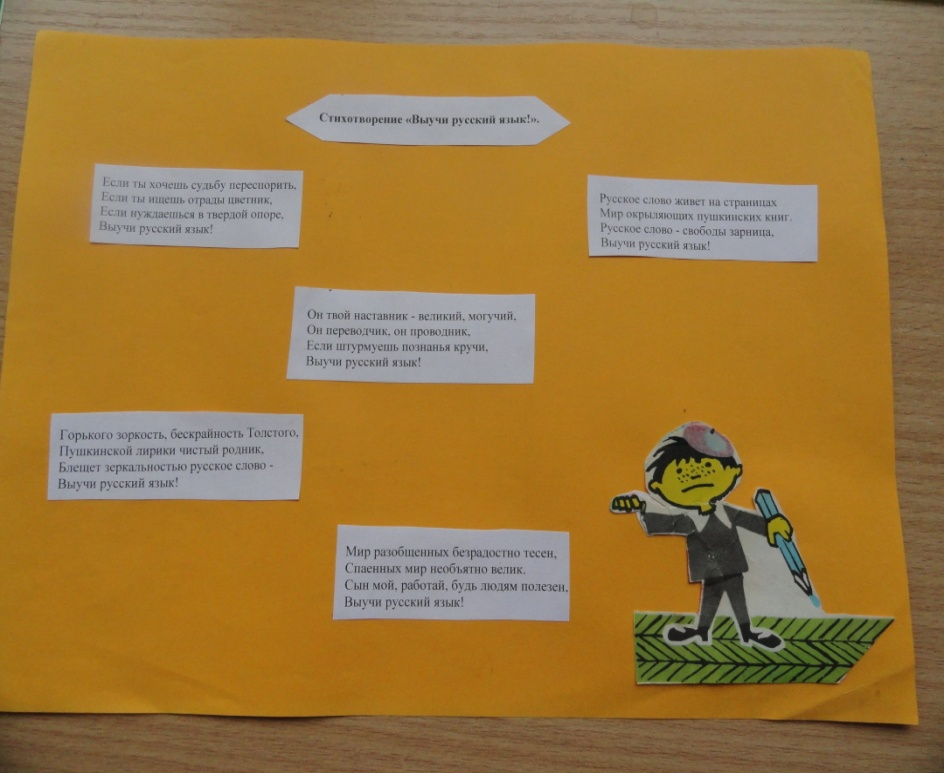 Стихотворение «Выучи русский язык!».
Если ты хочешь судьбу переспорить,
Если ты ищешь отрады цветник,
Если нуждаешься в твердой опоре,
Выучи русский язык!
Русское слово живет на страницах
Мир окрыляющих пушкинских книг.
Русское слово - свободы зарница,
Выучи русский язык!
Он твой наставник - великий, могучий,
Он переводчик, он проводник,
Если штурмуешь познанья кручи,
Выучи русский язык!
Горького зоркость, бескрайность Толстого,
Пушкинской лирики чистый родник,
Блещет зеркальностью русское слово -
Выучи русский язык!
Мир разобщенных безрадостно тесен,
Спаенных мир необъятно велик.
Сын мой, работай, будь людям полезен,
Выучи русский язык!